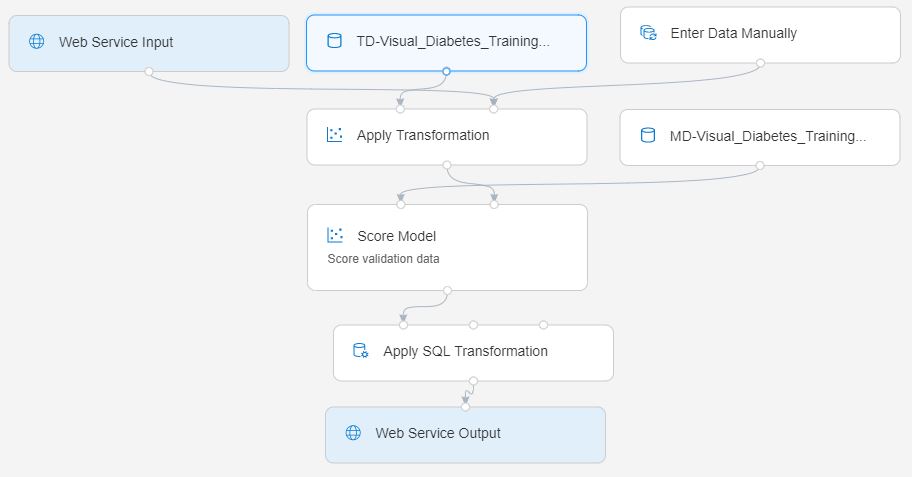 Web Service Input
TD-Visual_Diabetes_Training...
Enter Data Manually
Apply Transformation
MD-Visual_Diabetes_Training...
Score Model
Score validation data
Apply SQL Transformation
Web Service Output